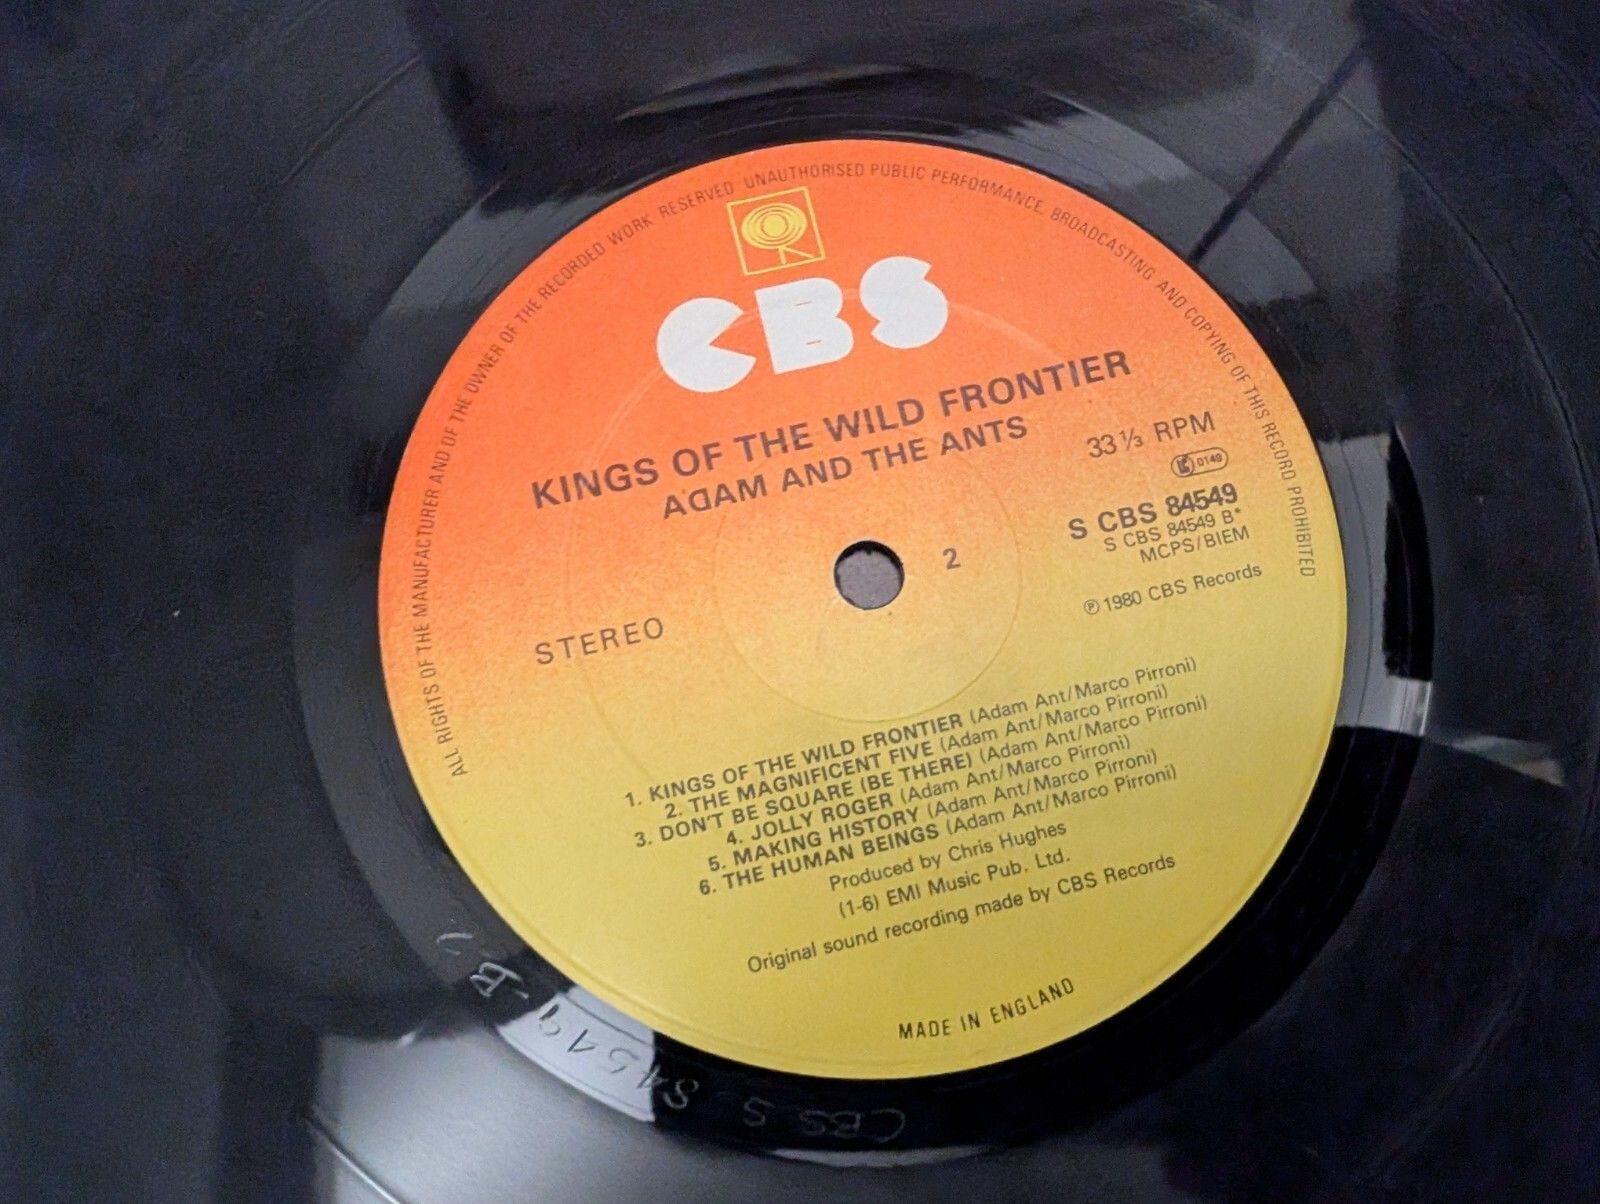 ALL RIGHTS OF THE MANUFACTURER AND OF THE OWNER OF THE RECORDED WORK RESERVED UNAUTHORISED PUBLIC PERFORMANCE, BROADCASTING AND COPYING OF THIS RECORD PROHIBITED
CBS
KINGS OF THE WILD FRONTIER
ADAM AND THE ANTS
33⅓ RPM
0149
S CBS 84549
S CBS 84549 B*
MCPS/BIEM
℗ 1980 CBS Records
2
STEREO
1. KINGS OF THE WILD FRONTIER (Adam Ant/Marco Pirroni)
2. THE MAGNIFICENT FIVE (Adam Ant/Marco Pirroni)
3. DON'T BE SQUARE (BE THERE) (Adam Ant/Marco Pirroni)
4. JOLLY ROGER (Adam Ant/Marco Pirroni)
5. MAKING HISTORY (Adam Ant/Marco Pirroni)
6. THE HUMAN BEINGS (Adam Ant/Marco Pirroni)
Produced by Chris Hughes
(1-6) EMI Music Pub. Ltd.
Original sound recording made by CBS Records
MADE IN ENGLAND